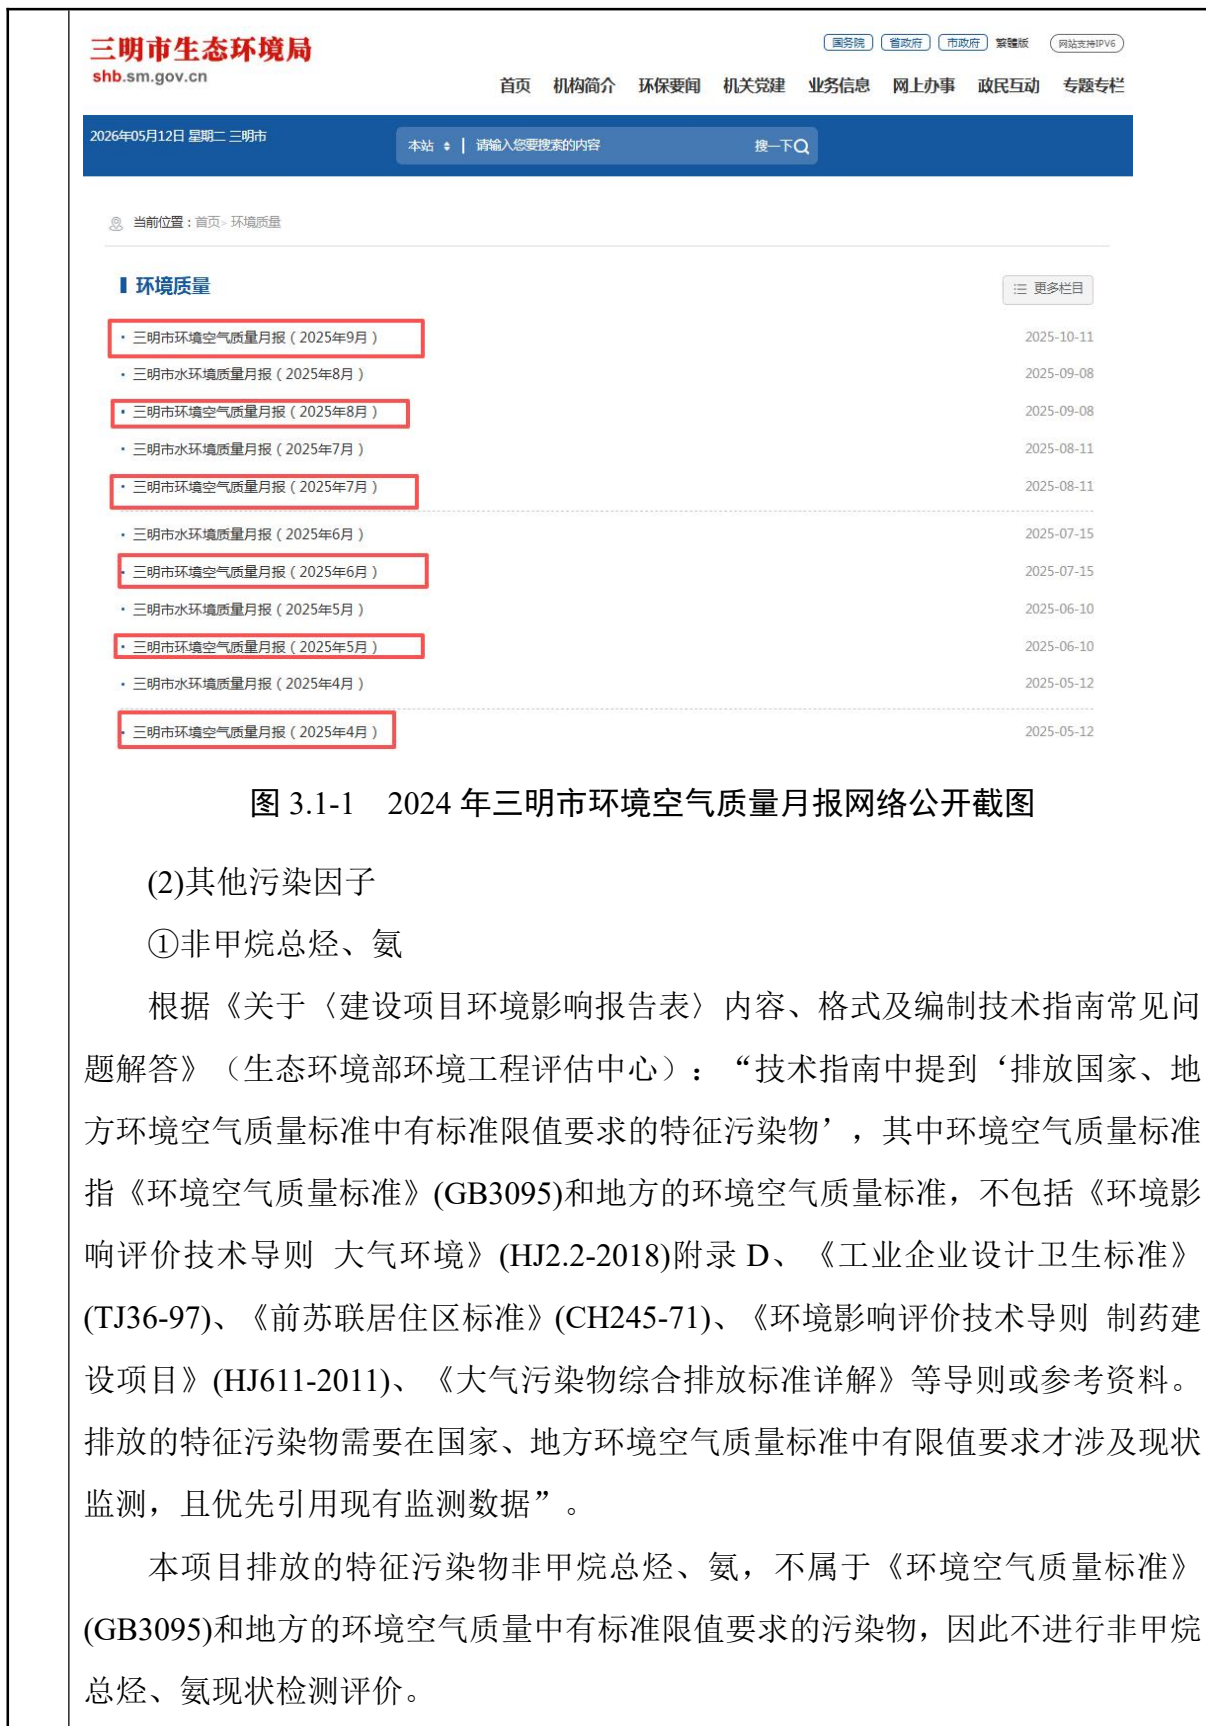 三明市生态环境局
shb.sm.gov.cn
国务院 省政府 市政府 繁體版 网站支持IPV6
首页 机构简介 环保要闻 机关党建 业务信息 网上办事 政民互动 专题专栏
2026年05月12日 星期二 三明市
本站 请输入您要搜索的内容 搜一下
当前位置：首页> 环境质量
环境质量
更多栏目
三明市环境空气质量月报（2025年9月） 2025-10-11
三明市水环境质量月报（2025年8月） 2025-09-08
三明市环境空气质量月报（2025年8月） 2025-09-08
三明市水环境质量月报（2025年7月） 2025-08-11
三明市环境空气质量月报（2025年7月） 2025-08-11
三明市水环境质量月报（2025年6月） 2025-07-15
三明市环境空气质量月报（2025年6月） 2025-07-15
三明市水环境质量月报（2025年5月） 2025-06-10
三明市环境空气质量月报（2025年5月） 2025-06-10
三明市水环境质量月报（2025年4月） 2025-05-12
三明市环境空气质量月报（2025年4月） 2025-05-12
图 3.1-1 2024 年三明市环境空气质量月报网络公开截图
(2)其他污染因子
①非甲烷总烃、氨
根据《关于〈建设项目环境影响报告表〉内容、格式及编制技术指南常见问
题解答》（生态环境部环境工程评估中心）：“技术指南中提到‘排放国家、地
方环境空气质量标准中有标准限值要求的特征污染物’，其中环境空气质量标准
指《环境空气质量标准》(GB3095)和地方的环境空气质量标准，不包括《环境影
响评价技术导则 大气环境》(HJ2.2-2018)附录 D、《工业企业设计卫生标准》
(TJ36-97)、《前苏联居住区标准》(CH245-71)、《环境影响评价技术导则 制药建
设项目》(HJ611-2011)、《大气污染物综合排放标准详解》等导则或参考资料。
排放的特征污染物需要在国家、地方环境空气质量标准中有限值要求才涉及现状
监测，且优先引用现有监测数据”。
本项目排放的特征污染物非甲烷总烃、氨，不属于《环境空气质量标准》
(GB3095)和地方的环境空气质量中有标准限值要求的污染物，因此不进行非甲烷
总烃、氨现状检测评价。